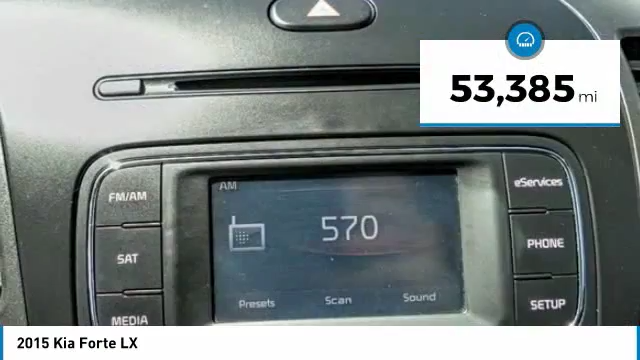 53,385 mi
AM
FM/AM
570
eServices
SAT
PHONE
Presets
Scan
Sound
MEDIA
SETUP
2015 Kia Forte LX